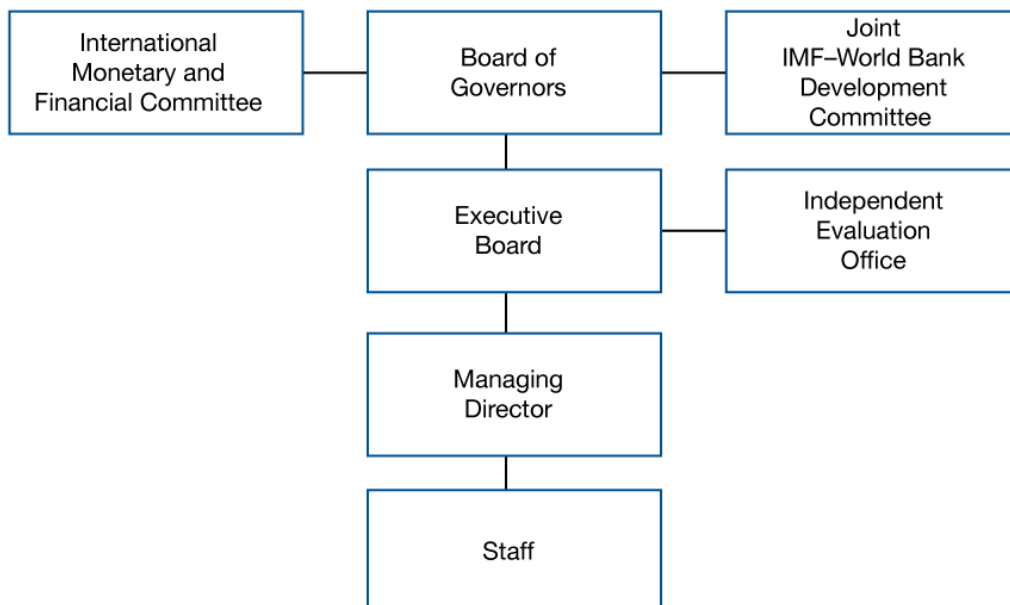 International
Monetary and
Financial Committee
Board of
Governors
Joint
IMF–World Bank
Development
Committee
Executive
Board
Independent
Evaluation
Office
Managing
Director
Staff